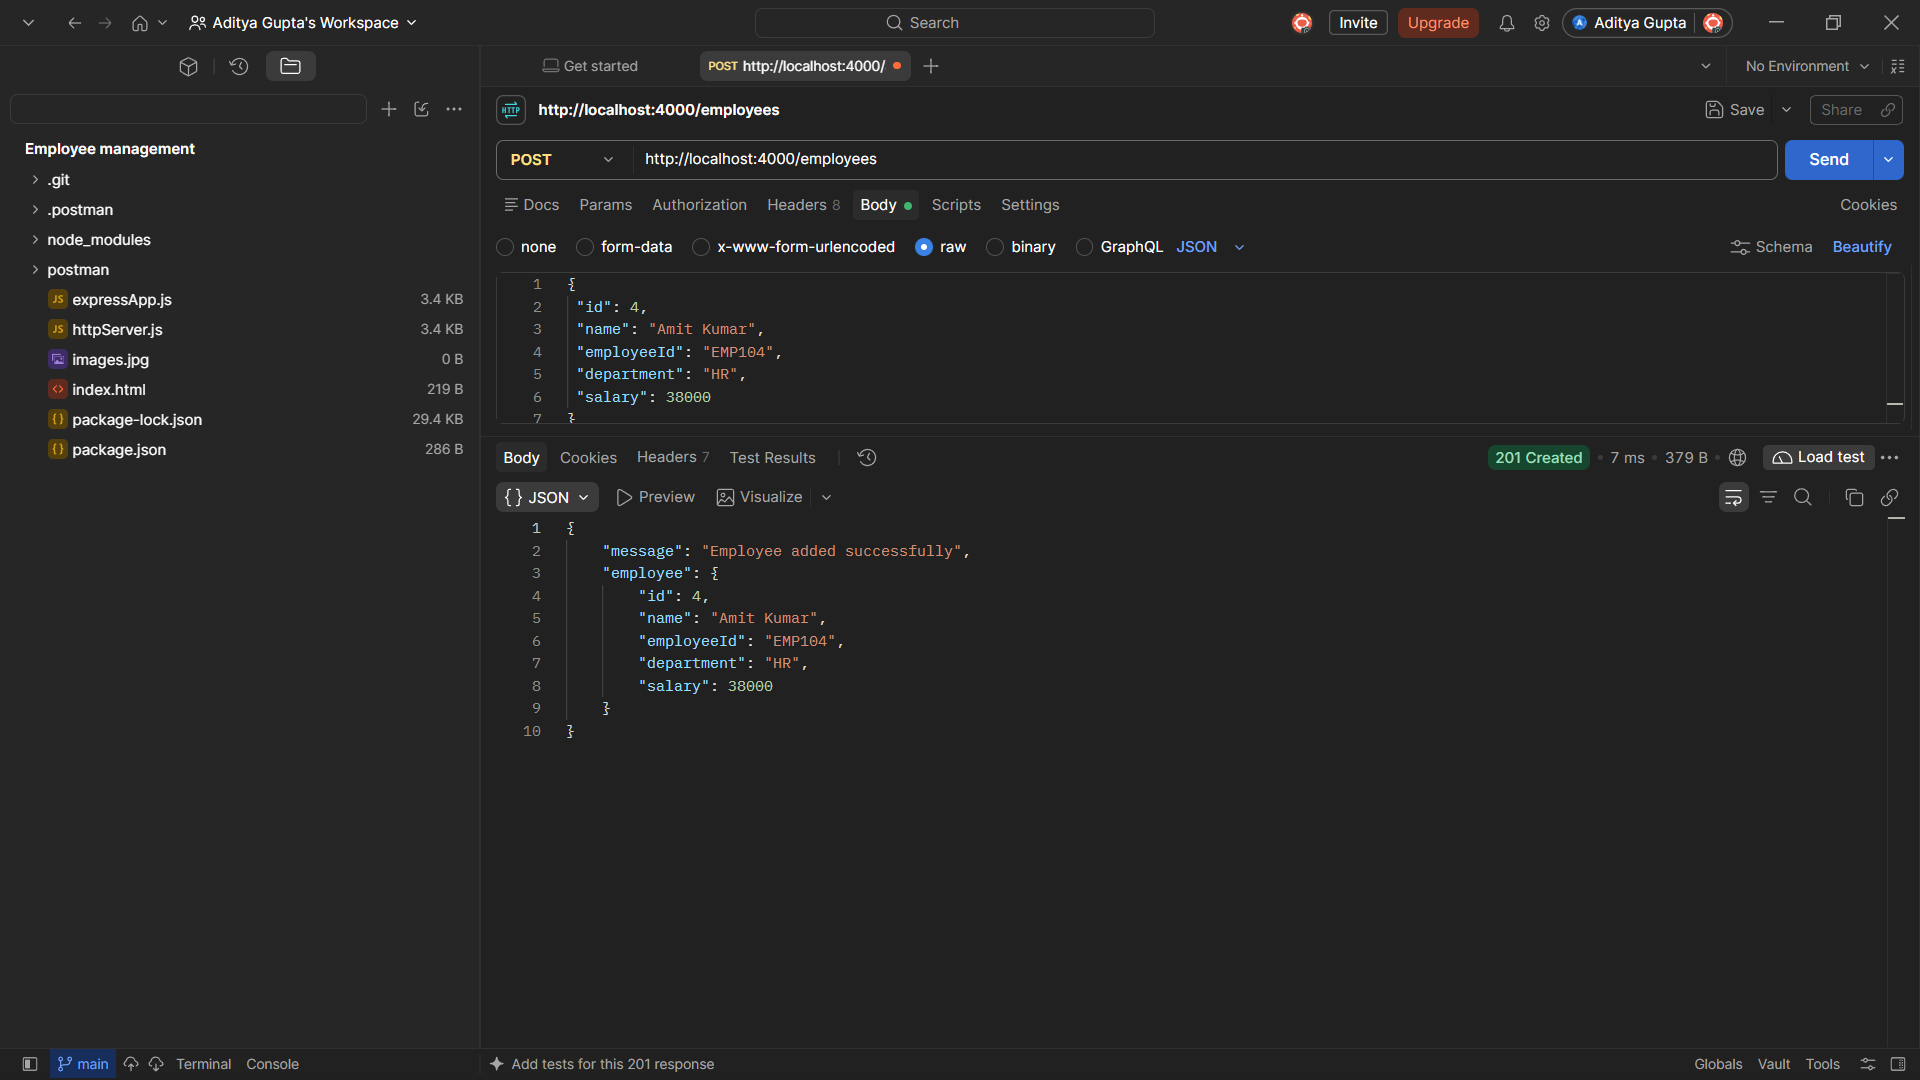 Aditya Gupta's Workspace
Search
Invite
Upgrade
A Aditya Gupta
Get started
POST http://localhost:4000/
No Environment
HTTP http://localhost:4000/employees
Save
Share
Employee management
.git
.postman
node_modules
postman
JS expressApp.js 3.4 KB
JS httpServer.js 3.4 KB
images.jpg 0 B
index.html 219 B
package-lock.json 29.4 KB
package.json 286 B
POST http://localhost:4000/employees
Send
Docs Params Authorization Headers 8 Body Scripts Settings Cookies
none form-data x-www-form-urlencoded raw binary GraphQL JSON Schema Beautify
1 {
2 "id": 4,
3 "name": "Amit Kumar",
4 "employeeId": "EMP104",
5 "department": "HR",
6 "salary": 38000
7 }
Body Cookies Headers 7 Test Results 201 Created • 7 ms • 379 B • Load test
{} JSON Preview Visualize
1 {
2 "message": "Employee added successfully",
3 "employee": {
4 "id": 4,
5 "name": "Amit Kumar",
6 "employeeId": "EMP104",
7 "department": "HR",
8 "salary": 38000
9 }
10 }
main Terminal Console
Add tests for this 201 response
Globals Vault Tools